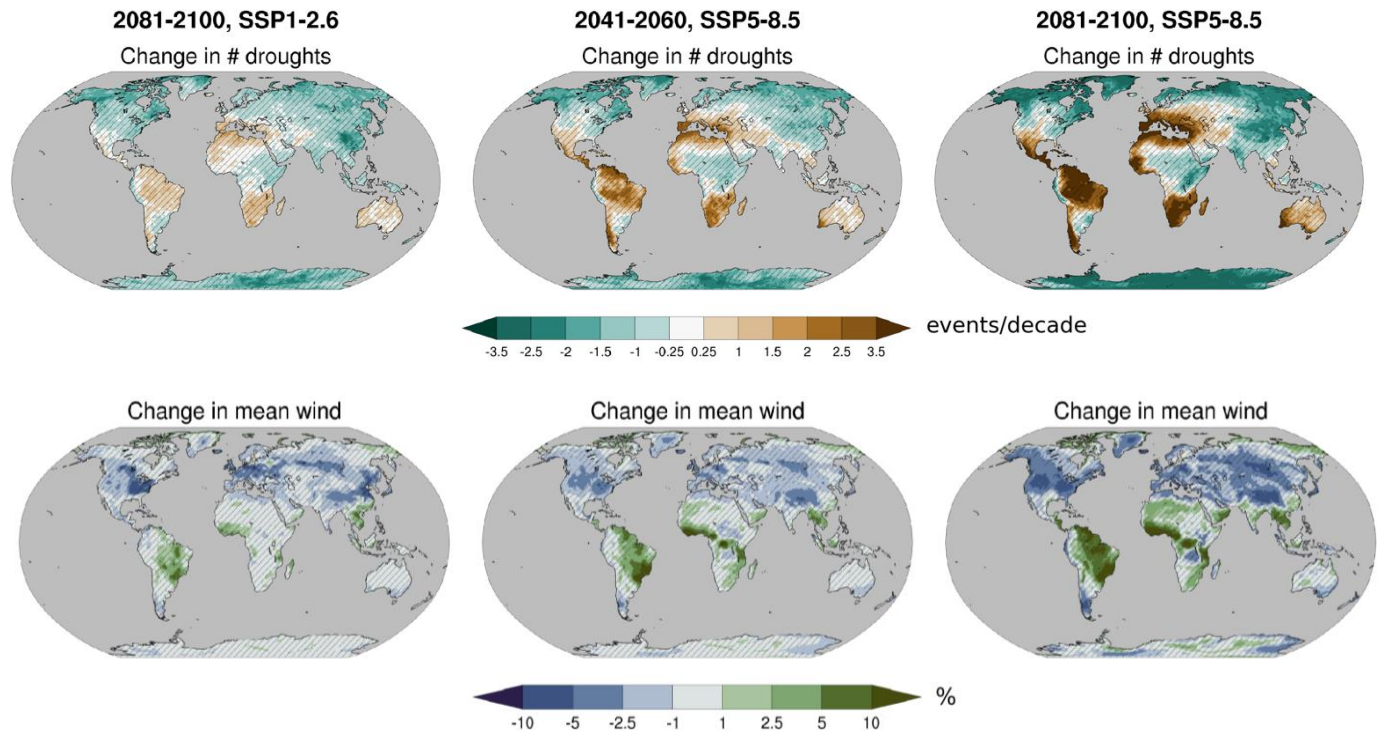 2081-2100, SSP1-2.6
2041-2060, SSP5-8.5
2081-2100, SSP5-8.5
Change in # droughts
Change in # droughts
Change in # droughts
events/decade
-3.5 -2.5 -2 -1.5 -1 -0.25 0.25 1 1.5 2 2.5 3.5
Change in mean wind
Change in mean wind
Change in mean wind
%
-10 -5 -2.5 -1 1 2.5 5 10